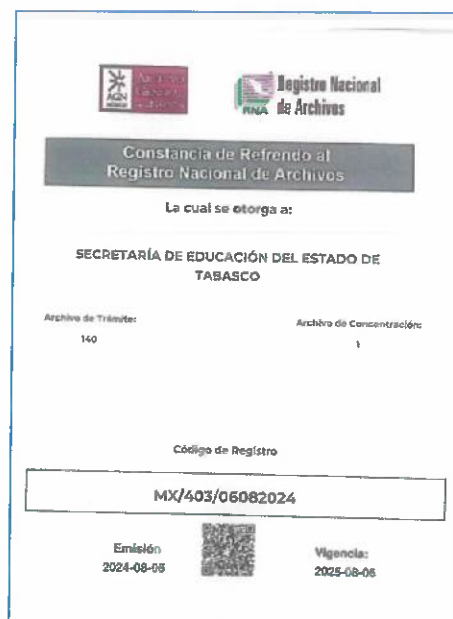 AGN
Registro Nacional
de Archivos
RNA
Constancia de Refrendo al
Registro Nacional de Archivos
La cual se otorga a:
SECRETARÍA DE EDUCACIÓN DEL ESTADO DE
TABASCO
Archivo de Trámite:
140
Archivo de Concentración:
1
Código de Registro
MX/403/06082024
Emisión
2024-08-06
Vigencia:
2025-08-06